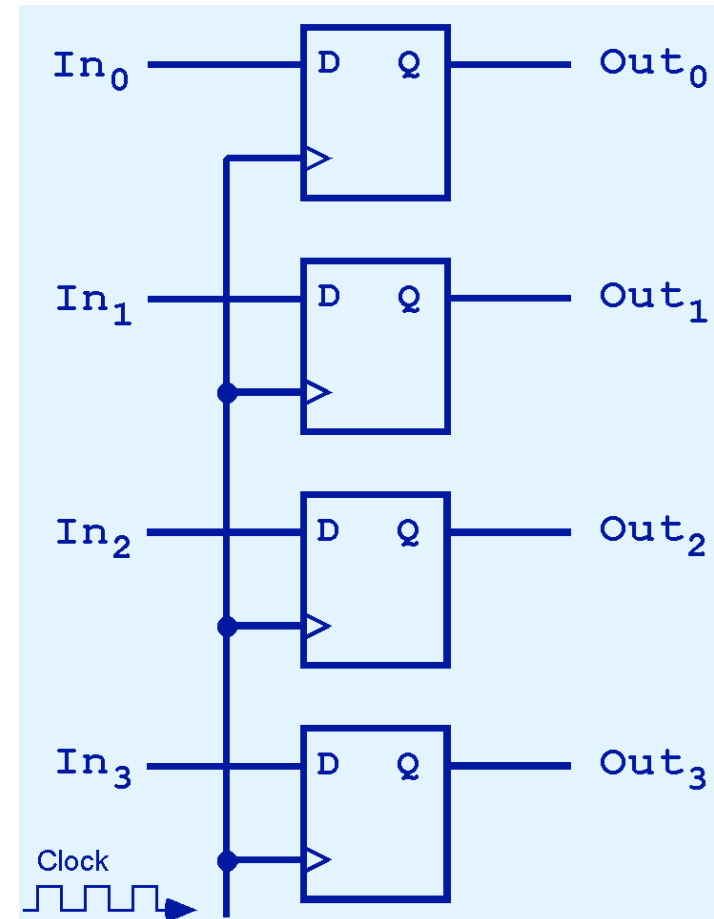 In0 D Q Out0
In1 D Q Out1
In2 D Q Out2
In3 D Q Out3
Clock